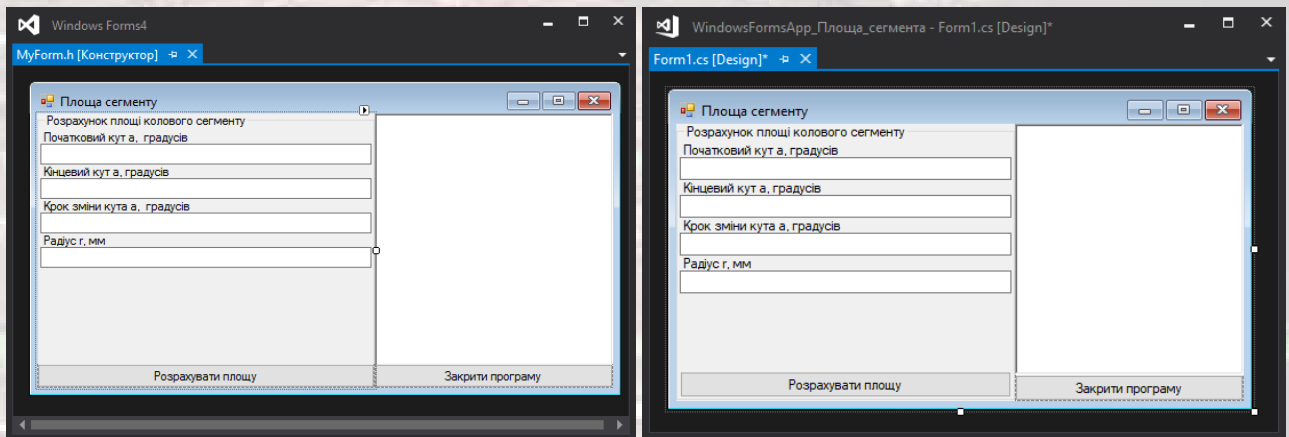 Windows Forms4
MyForm.h [Конструктор]
Площа сегменту
Розрахунок площі колового сегменту
Початковий кут а, градусів
Кінцевий кут а, градусів
Крок зміни кута а, градусів
Радіус r, мм
Розрахувати площу
Закрити програму
WindowsFormsApp_Площа_сегмента - Form1.cs [Design]*
Form1.cs [Design]*
Площа сегменту
Розрахунок площі колового сегменту
Початковий кут а, градусів
Кінцевий кут а, градусів
Крок зміни кута а, градусів
Радіус r, мм
Розрахувати площу
Закрити програму